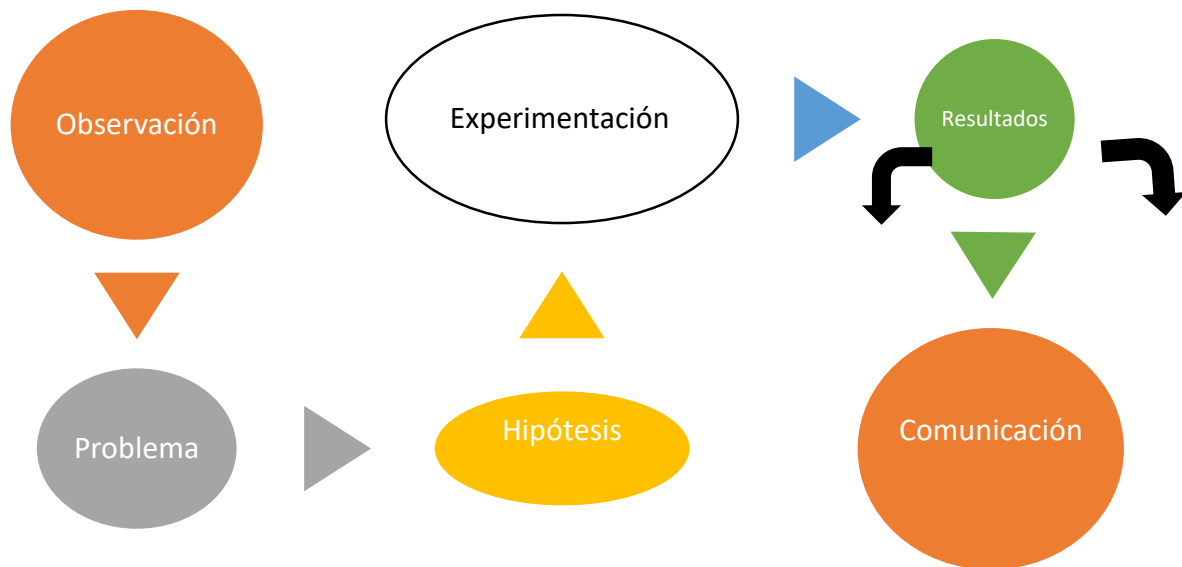 Observación
Problema
Hipótesis
Experimentación
Resultados
Comunicación